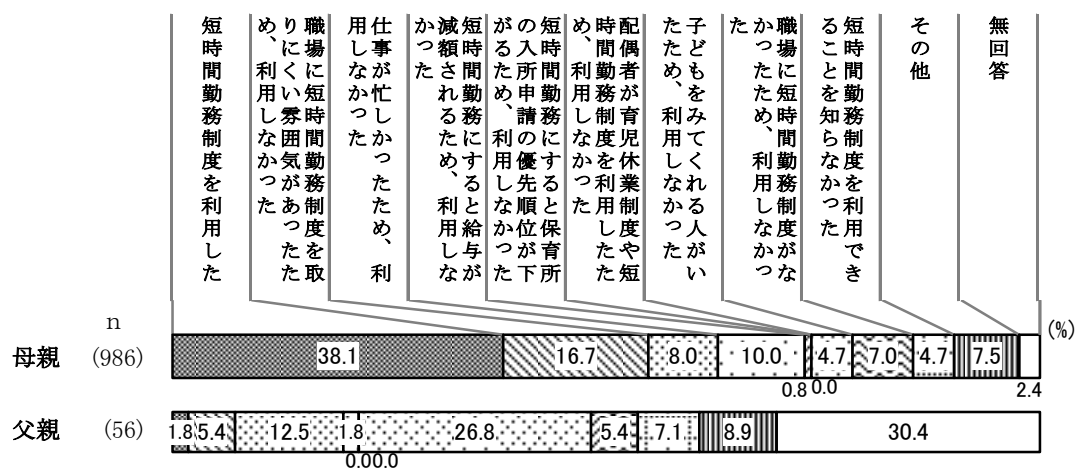 短時間勤務制度を利用した
職場に短時間勤務制度を取
りにくい雰囲気があったた
め、利用しなかった
仕事が忙しかったため、利
用しなかった
短時間勤務にすると給与が
減額されるため、利用しな
かった
短時間勤務にすると保育所
の入所申請の優先順位が下
がるため、利用しなかった
配偶者が育児休業制度や短
時間勤務制度を利用したた
め、利用しなかった
子どもをみてくれる人がい
たため、利用しなかった
職場に短時間勤務制度がな
かったため、利用しなかっ
た
短時間勤務制度を利用でき
ることを知らなかった
その他
無回答
n
(%)
母親 (986) 38.1 16.7 8.0 10.0 4.7 7.0 4.7 7.5
0.8 0.0 2.4
父親 (56) 1.8 5.4 12.5 1.8 26.8 5.4 7.1 8.9 30.4
0.0 0.0